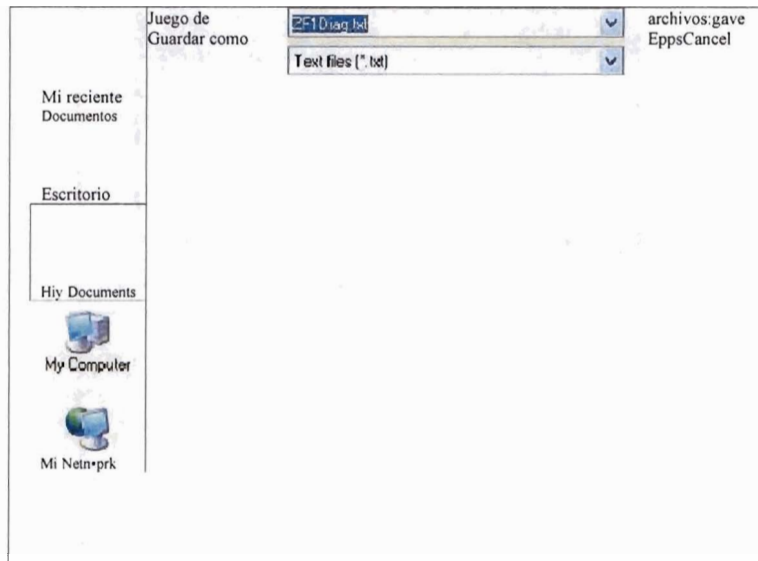 Juego de
Guardar como
2F1Diag.txt
Text files (*.txt)
archivos:gave
EppsCancel
Mi reciente
Documentos
Escritorio
Hiy Documents
My Computer
Mi Netn•prk